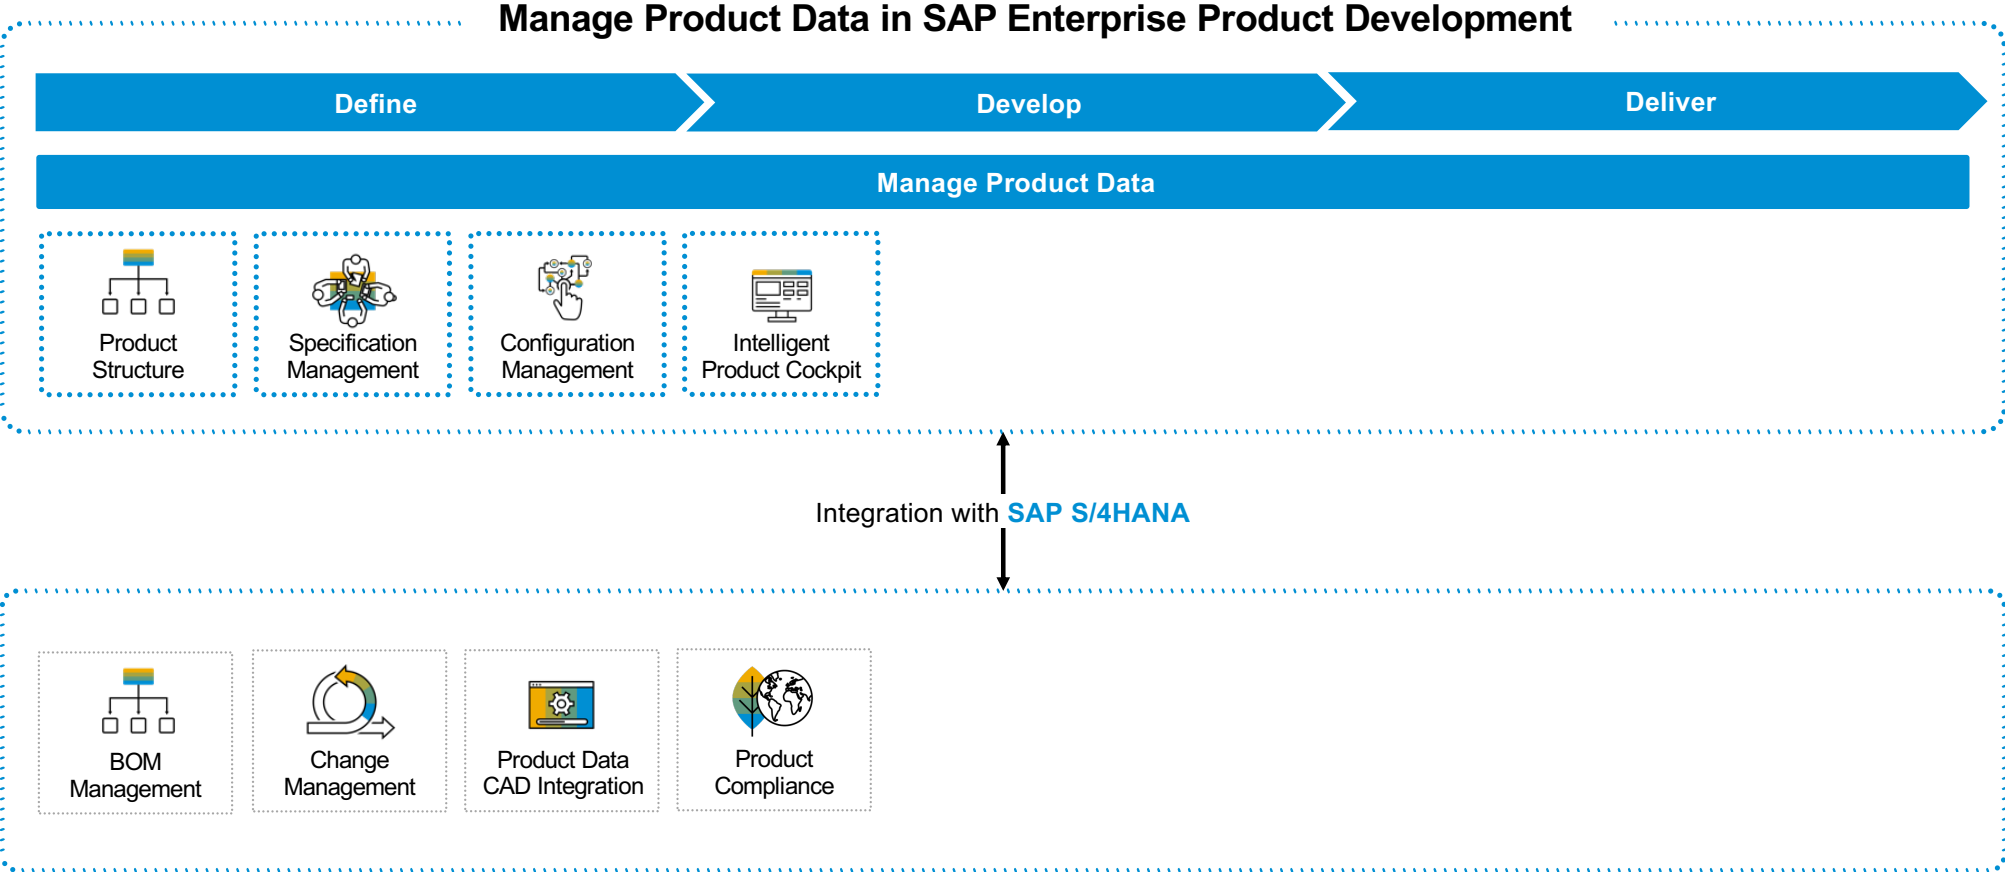 Manage Product Data in SAP Enterprise Product Development
Define
Develop
Deliver
Manage Product Data
Product
Structure
Specification
Management
Configuration
Management
Intelligent
Product Cockpit
Integration with SAP S/4HANA
BOM
Management
Change
Management
Product Data
CAD Integration
Product
Compliance